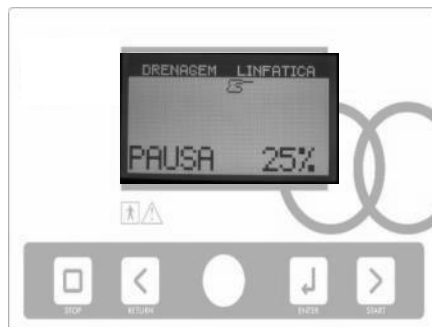 DRENAGEM LINFATICA
PAUSA 25%
STOP
RETURN
ENTER
START